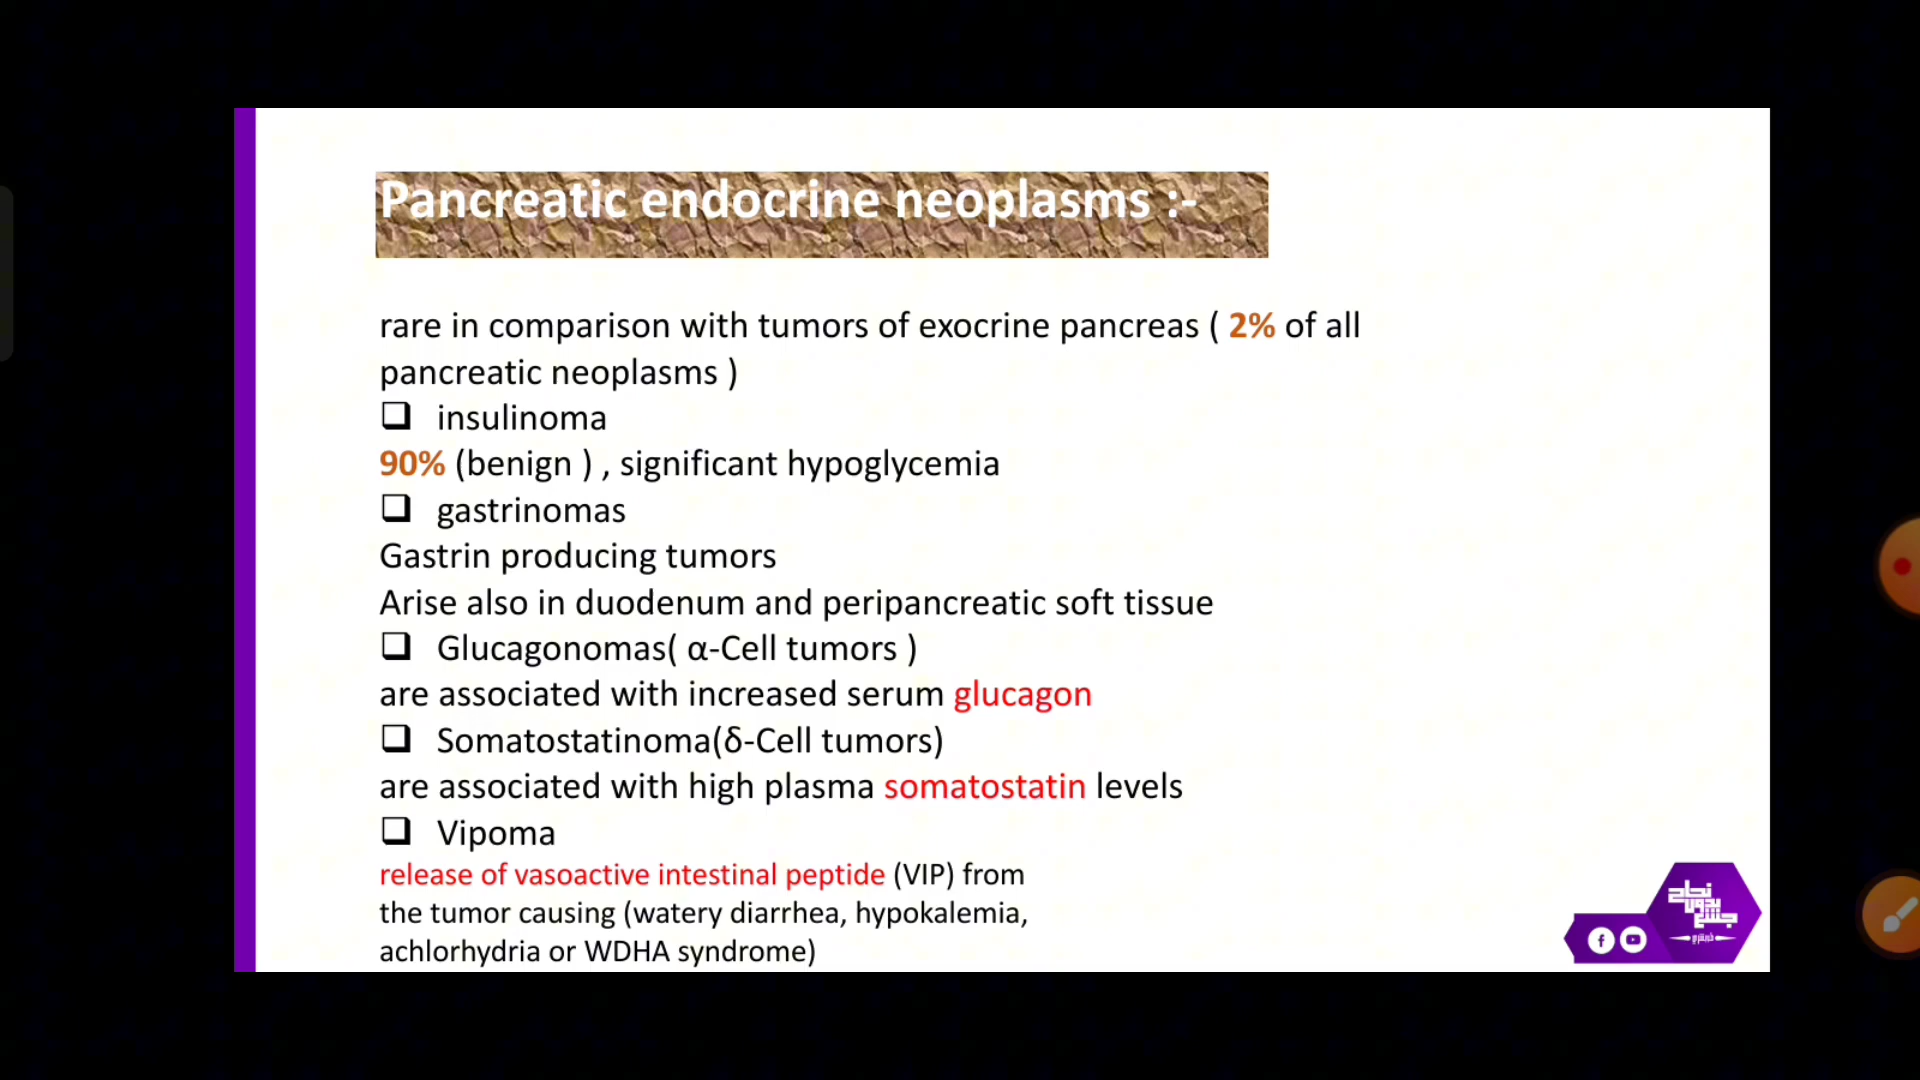 Pancreatic endocrine neoplasms :-
rare in comparison with tumors of exocrine pancreas ( 2% of all
pancreatic neoplasms )
❑ insulinoma
90% (benign ) , significant hypoglycemia
❑ gastrinomas
Gastrin producing tumors
Arise also in duodenum and peripancreatic soft tissue
❑ Glucagonomas( α-Cell tumors )
are associated with increased serum glucagon
❑ Somatostatinoma(δ-Cell tumors)
are associated with high plasma somatostatin levels
❑ Vipoma
release of vasoactive intestinal peptide (VIP) from
the tumor causing (watery diarrhea, hypokalemia,
achlorhydria or WDHA syndrome)
نجاح
بدون